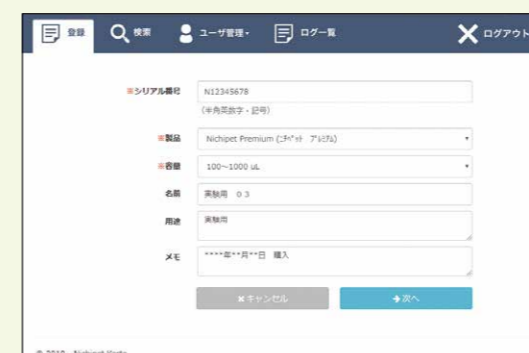 登録 検索 ユーザ管理 ログ一覧 ログアウト
※シリアル番号 N12345678
(半角英数字・記号)
※製品 Nichipet Premium (ﾆﾁﾍﾟｯﾄ ﾌﾟﾚﾐｱﾑ)
※容量 100～1000 uL
名前 実験用 03
用途 実験用
メモ ****年**月**日 購入
×キャンセル →次へ